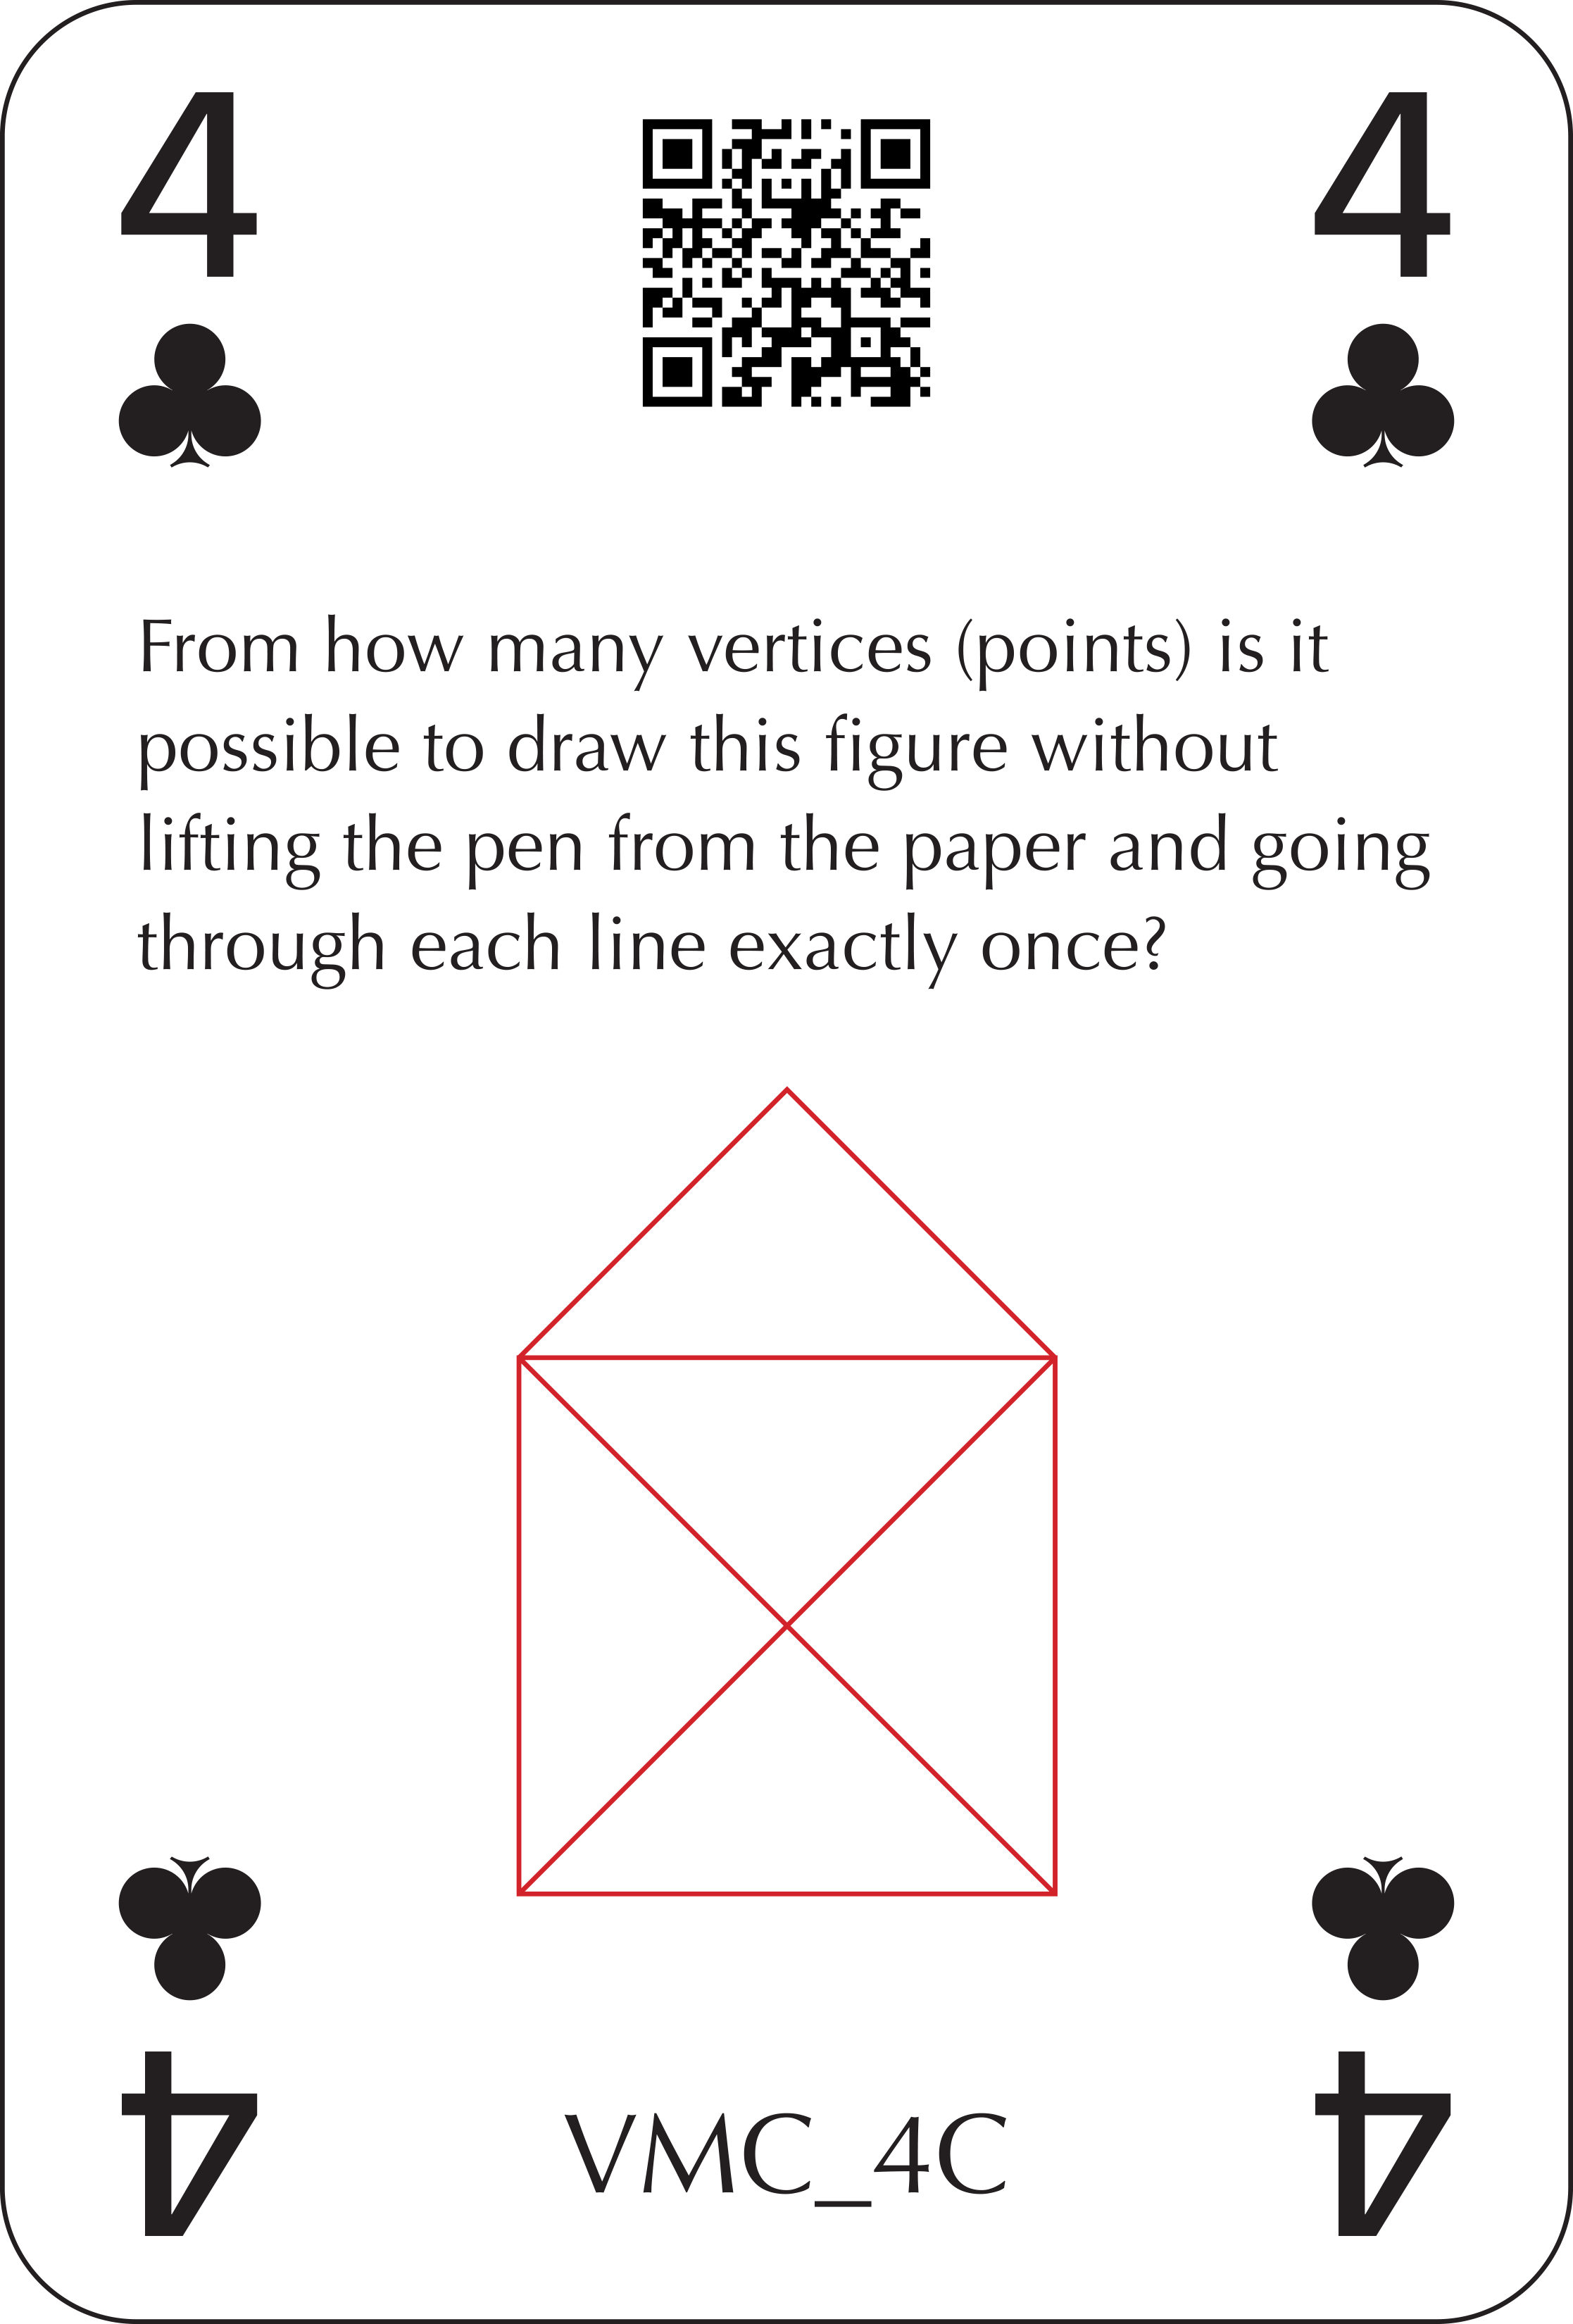 4 4
From how many vertices (points) is it
possible to draw this figure without
lifting the pen from the paper and going
through each line exactly once?
4 VMC_4C 4